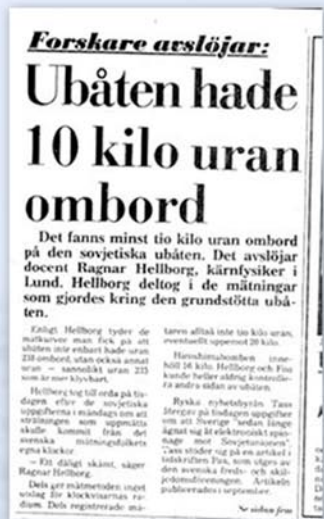 Forskare avslöjar:
Ubåten hade
10 kilo uran
ombord
Det fanns minst tio kilo uran ombord
på den sovjetiska ubåten. Det avslöjar
docent Ragnar Hellborg, kärnfysiker i
Lund. Hellborg deltog i de mätningar
som gjordes kring den grundstötta ubå-
ten.
Enligt Hellborg tyder de
mätkurvor man fick på att
ubåten inte enbart hade uran
238 ombord, utan också annat
uran — sannolikt uran 235
som är mer klyvbart.
Hellborg tog till orda på tis-
dagen efter de sovjetiska
uppgifterna i måndags om att
strålningen som uppmätts
skulle kommit från det
svenska mätningsfolkets
egna klockor.
— Ett dåligt skämt, säger
Ragnar Hellborg.
Dels ger mätmetoden inget
utslag för klockvisarnas ra-
dium. Dels registrerade mä-
taren alltså inte tio kilo uran,
eventuellt uppemot 20 kilo.
Hiroshimabomben inne-
höll 16 kilo. Hellborg och Foa
kunde heller aldrig kontrolle-
ra andra sidan av ubåten.
Ryska nyhetsbyrån Tass
återgav på tisdagen uppgifter
om att Sverige "sedan länge
ägnat sig åt elektroniskt spio-
nage mot Sovjetunionen".
Tass stöder sig på en artikel i
tidskriften Pax, som utges av
den svenska freds- och skil-
jedomsföreningen. Artikeln
publicerades i september.
Se sidan fem